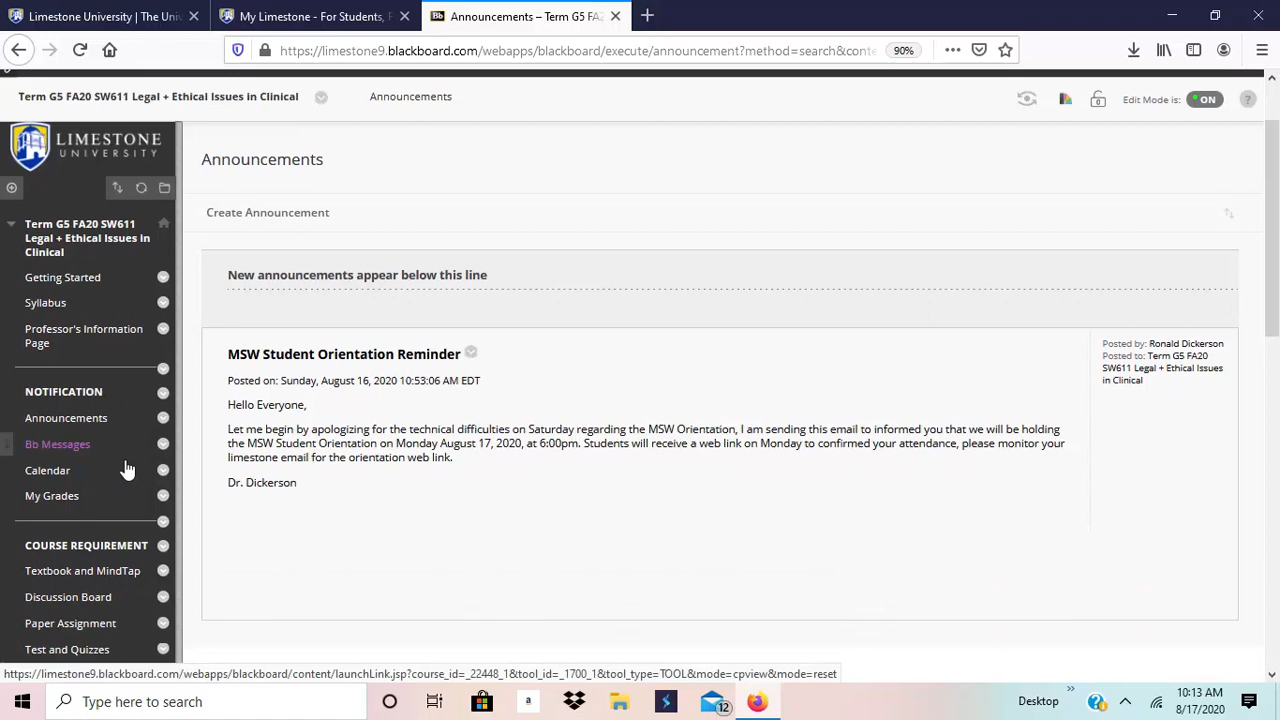 Limestone University | The Univ
My Limestone - For Students, F
Bb
Announcements – Term G5 FA2
https://limestone9.blackboard.com/webapps/blackboard/execute/announcement?method=search&conte
90%
Term G5 FA20 SW611 Legal + Ethical Issues in Clinical
Announcements
Edit Mode is:
ON
?
LIMESTONE
UNIVERSITY
Term G5 FA20 SW611
Legal + Ethical Issues in
Clinical
Getting Started
Syllabus
Professor's Information
Page
NOTIFICATION
Announcements
Bb Messages
Calendar
My Grades
COURSE REQUIREMENT
Textbook and MindTap
Discussion Board
Paper Assignment
Test and Quizzes
Announcements
Create Announcement
New announcements appear below this line
MSW Student Orientation Reminder
Posted on: Sunday, August 16, 2020 10:53:06 AM EDT
Hello Everyone,
Let me begin by apologizing for the technical difficulties on Saturday regarding the MSW Orientation, I am sending this email to informed you that we will be holding
the MSW Student Orientation on Monday August 17, 2020, at 6:00pm. Students will receive a web link on Monday to confirmed your attendance, please monitor your
limestone email for the orientation web link.
Dr. Dickerson
Posted by: Ronald Dickerson
Posted to: Term G5 FA20
SW611 Legal + Ethical Issues
in Clinical
https://limestone9.blackboard.com/webapps/blackboard/content/launchLink.jsp?course_id=_22448_1&tool_id=_1700_1&tool_type=TOOL&mode=cpview&mode=reset
Type here to search
a
12
Desktop
10:13 AM
8/17/2020